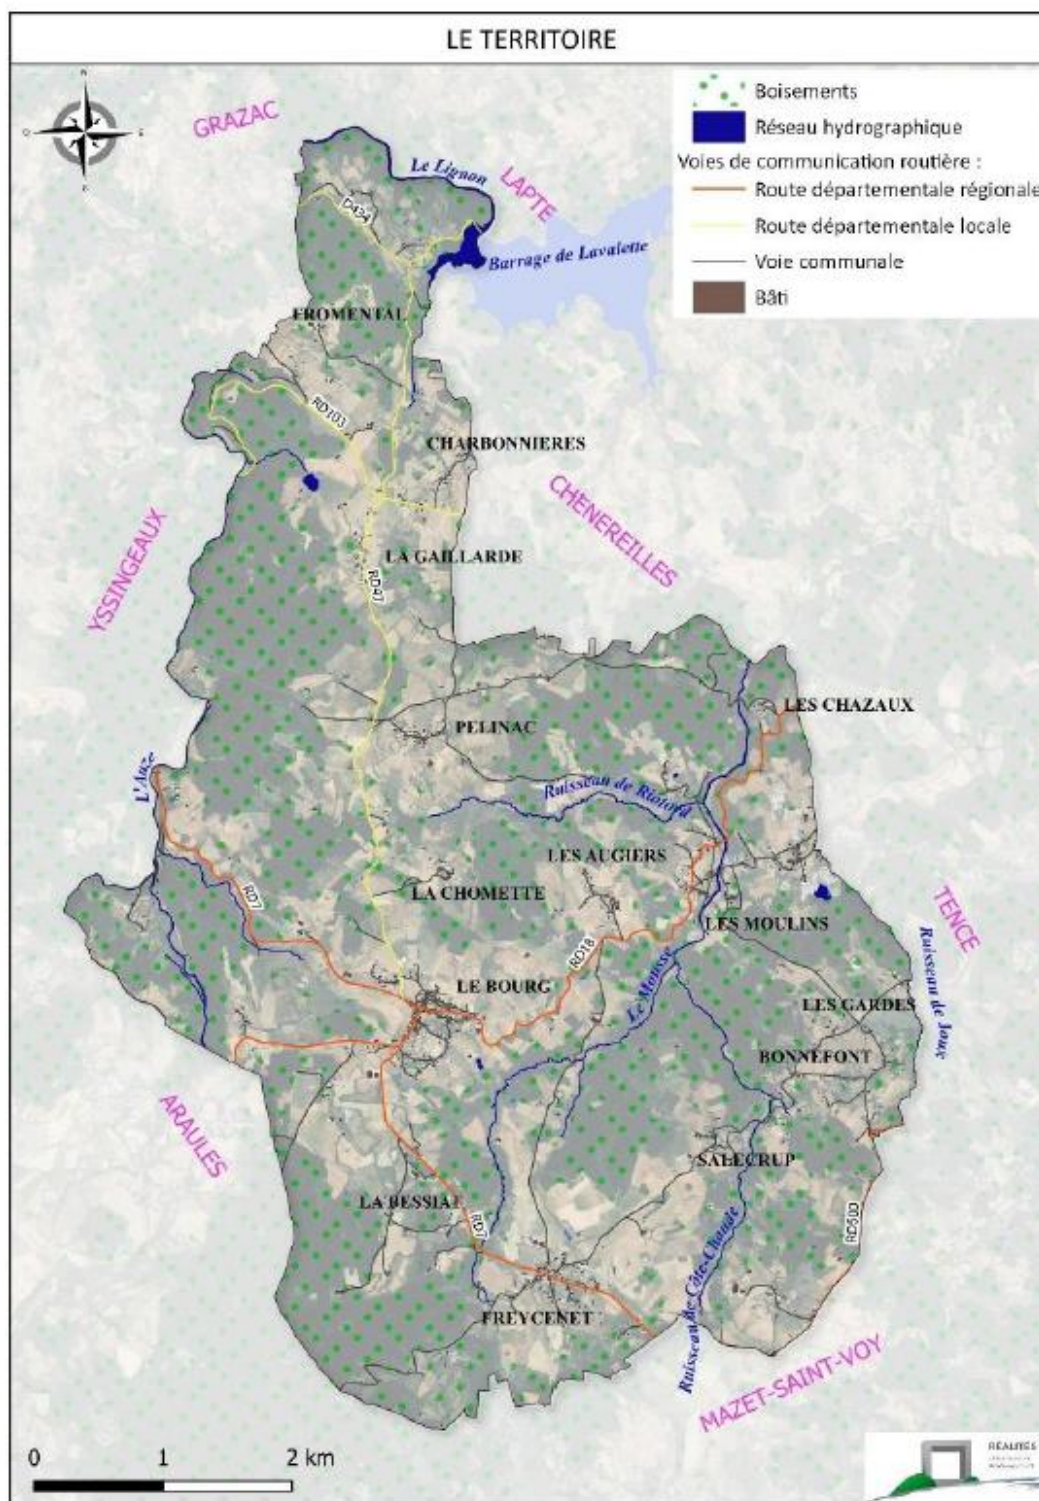 LE TERRITOIRE
N
O
E
S
Boisements
Réseau hydrographique
Voies de communication routière :
Route départementale régionale
Route départementale locale
Voie communale
Bâti
GRAZAC
Le Lignon
LAPTE
D434
Barrage de Lavalette
FROMENTAL
RD103
CHARBONNIERES
CHENEREILLES
YSSINGEAUX
LA GAILLARDE
RD47
LES CHAZAUX
PELINAC
L'Auze
Ruisseau de Riotord
LES AUGIERS
RD7
LA CHOMETTE
LES MOULINS
TENCE
Ruisseau de Joux
RD18
Le Mousse
LE BOURG
LES GARDES
BONNEFONT
ARAULES
SALECRUP
LA BESSIAT
RD7
RD500
Ruisseau de Côte-Chaude
FREYCENET
MAZET-SAINT-VOY
0 1 2 km
RÉALITÉS